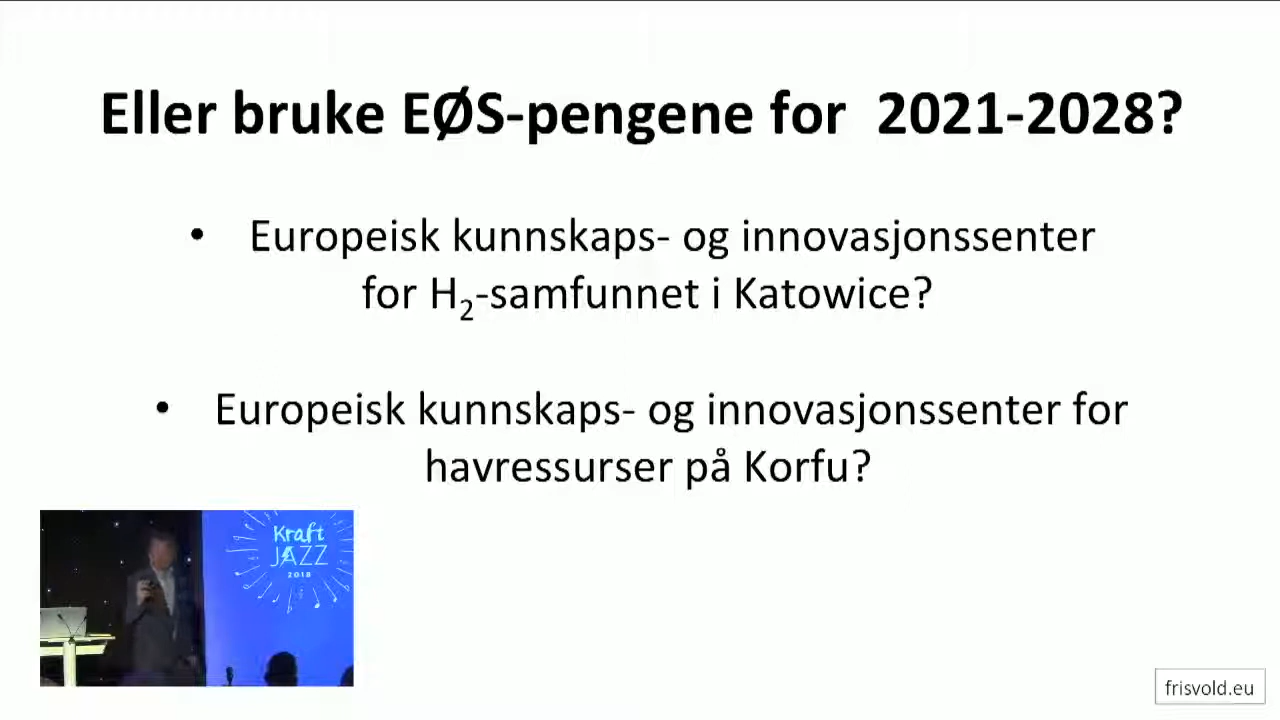 Eller bruke EØS-pengene for 2021-2028?
• Europeisk kunnskaps- og innovasjonssenter
for H₂-samfunnet i Katowice?
• Europeisk kunnskaps- og innovasjonssenter for
havressurser på Korfu?
Kraft
JAZZ
2018
frisvold.eu